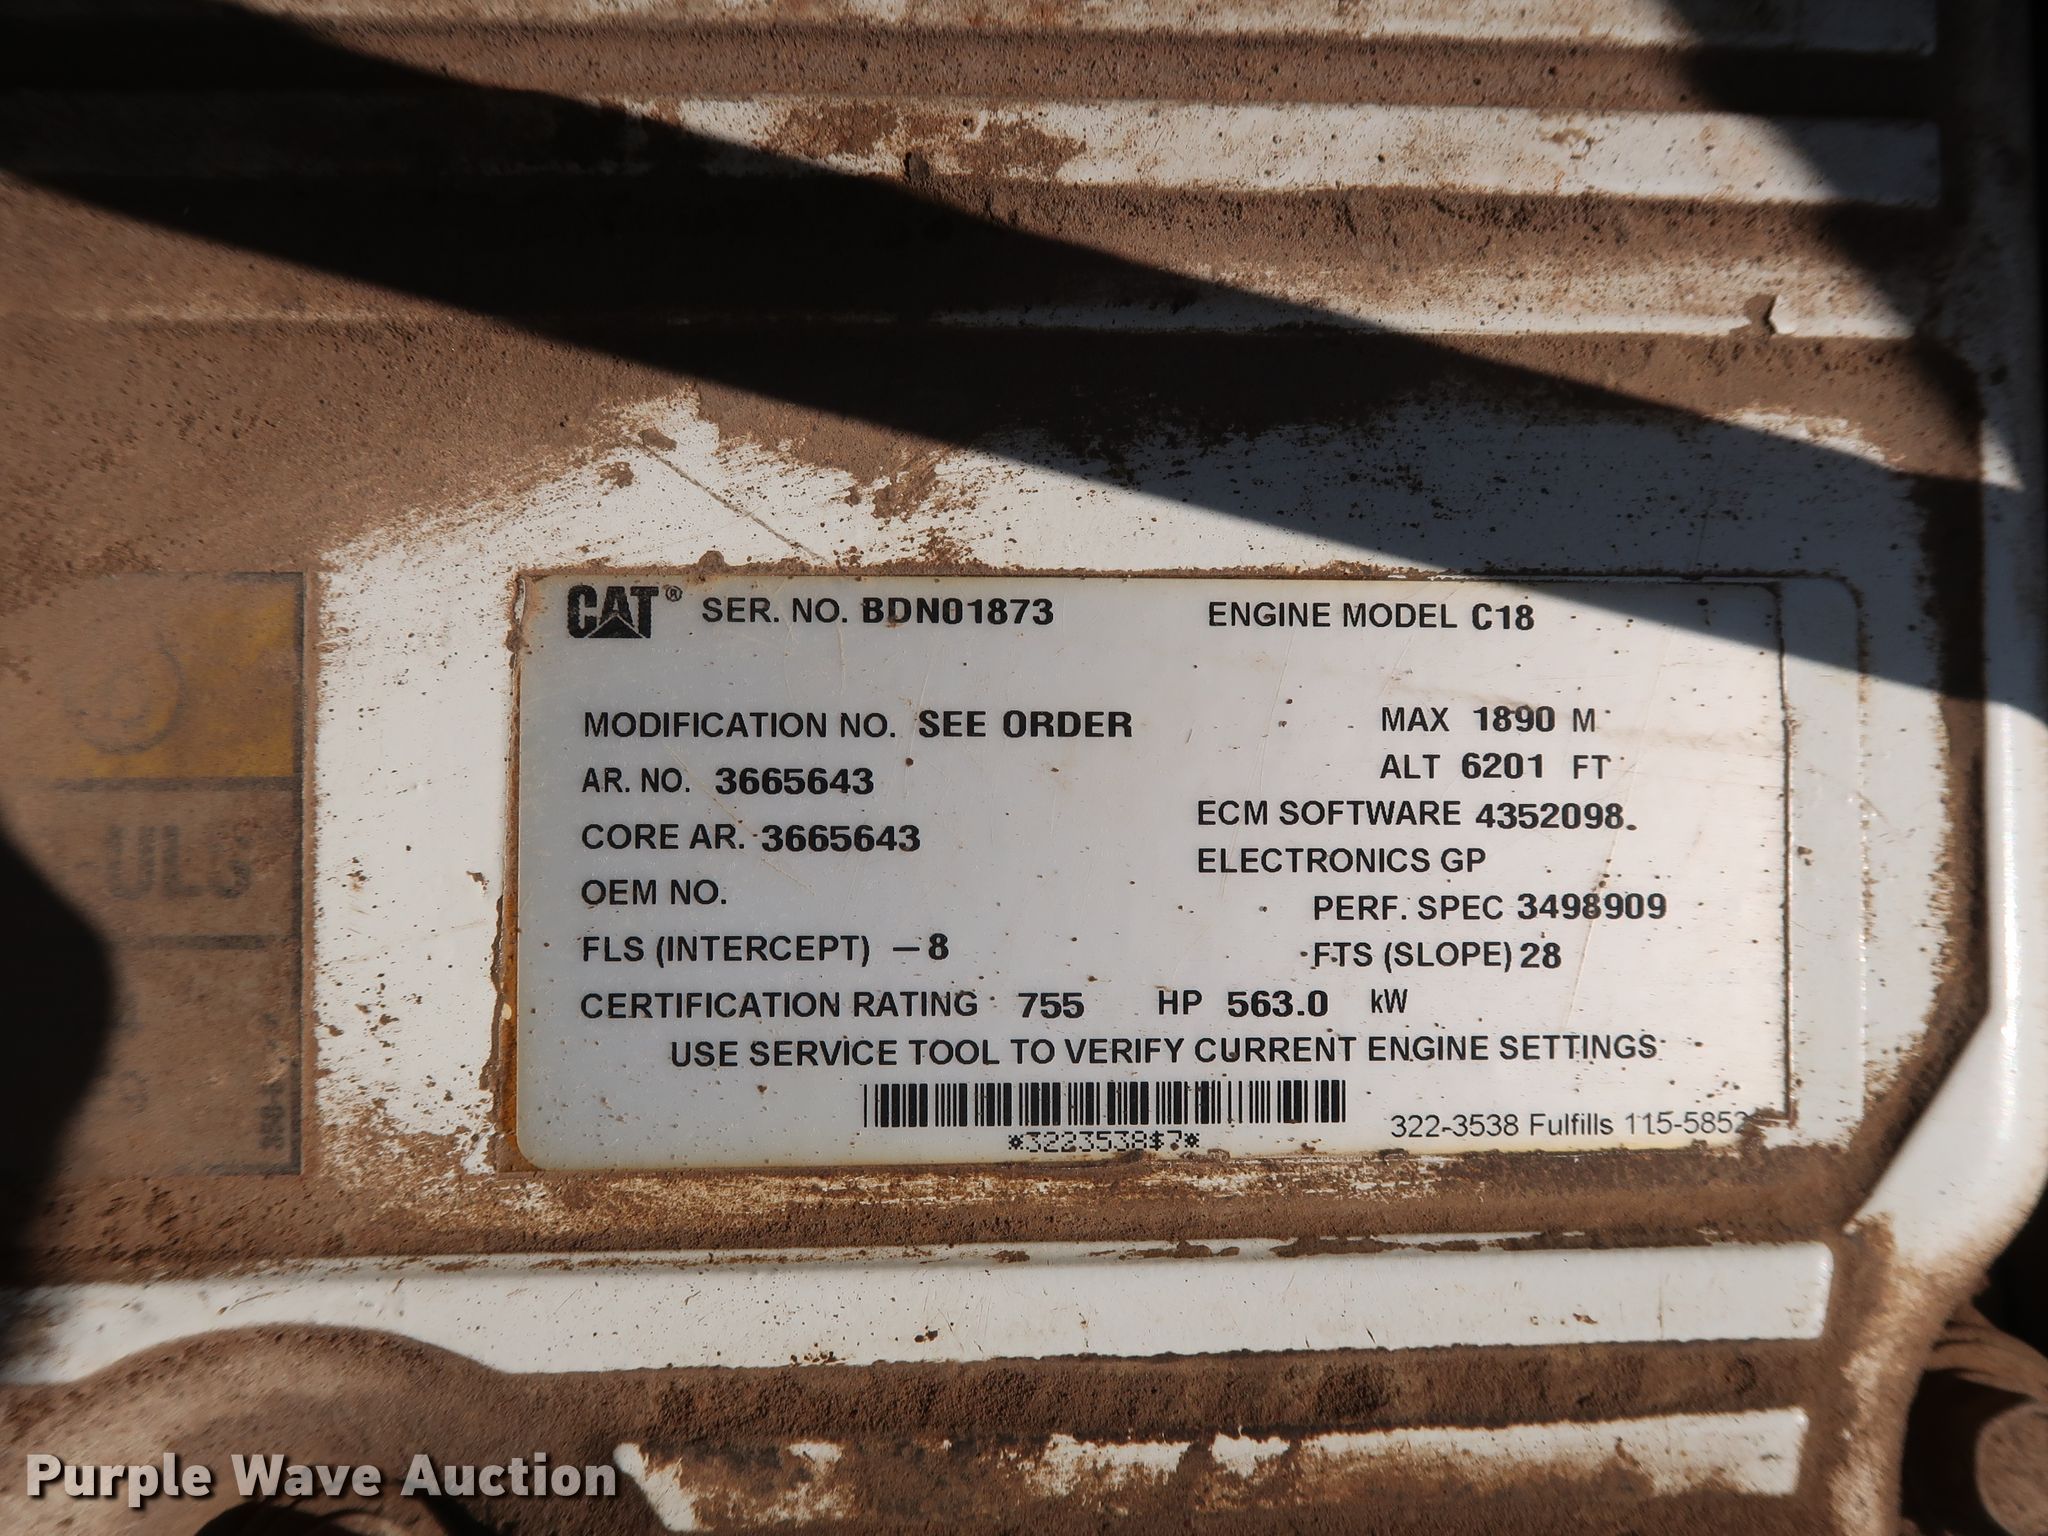 CAT® SER. NO. BDN01873 ENGINE MODEL C18
MODIFICATION NO. SEE ORDER MAX 1890 M
AR. NO. 3665643 ALT 6201 FT
CORE AR. 3665643 ECM SOFTWARE 4352098.
OEM NO. ELECTRONICS GP
PERF. SPEC 3498909
FLS (INTERCEPT) –8 FTS (SLOPE) 28
CERTIFICATION RATING 755 HP 563.0 kW
USE SERVICE TOOL TO VERIFY CURRENT ENGINE SETTINGS
*3223538$7*
322-3538 Fulfills 115-5852
Purple Wave Auction